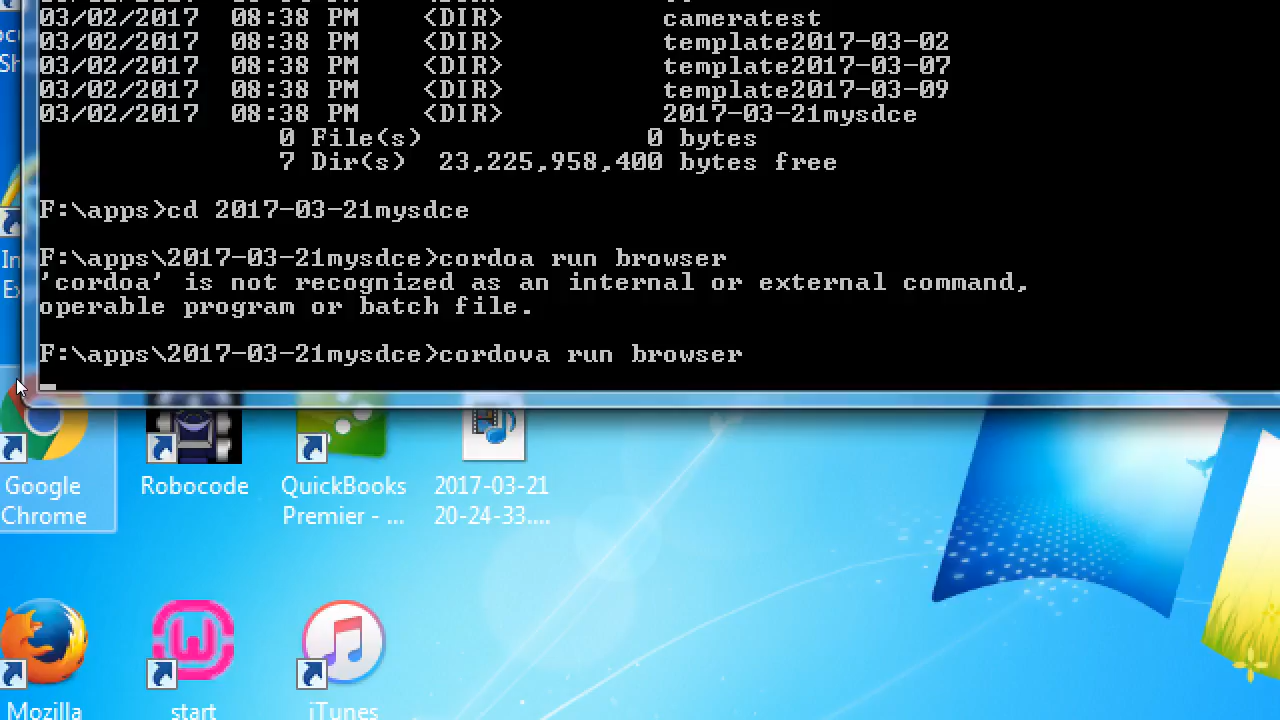 03/02/2017 08:38 PM <DIR> cameratest
03/02/2017 08:38 PM <DIR> template2017-03-02
03/02/2017 08:38 PM <DIR> template2017-03-07
03/02/2017 08:38 PM <DIR> template2017-03-09
03/02/2017 08:38 PM <DIR> 2017-03-21mysdce
0 File(s) 0 bytes
7 Dir(s) 23,225,958,400 bytes free
F:\apps>cd 2017-03-21mysdce
F:\apps\2017-03-21mysdce>cordoa run browser
'cordoa' is not recognized as an internal or external command,
operable program or batch file.
F:\apps\2017-03-21mysdce>cordova run browser
Google Chrome
Robocode
QuickBooks
Premier - ...
2017-03-21
20-24-33....
Mozilla
start
iTunes